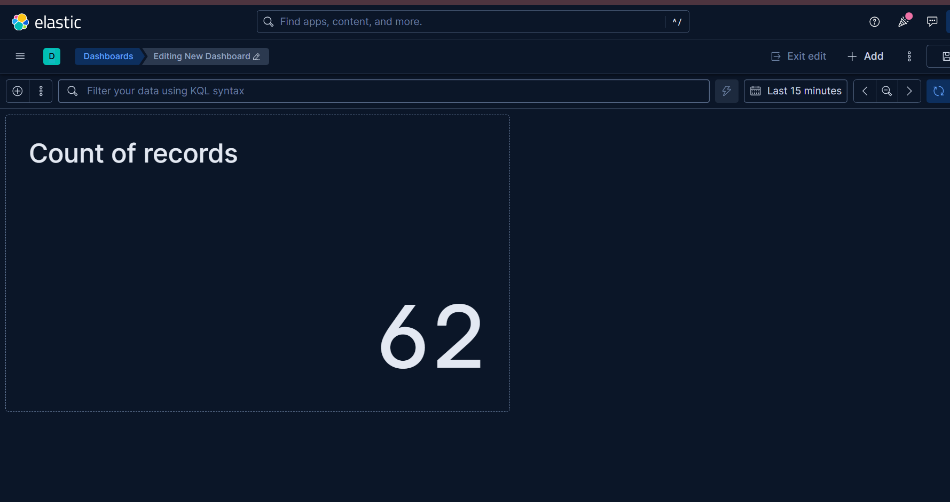 elastic
Find apps, content, and more.
^/
D
Dashboards
Editing New Dashboard
Exit edit
Add
Filter your data using KQL syntax
Last 15 minutes
Count of records
62